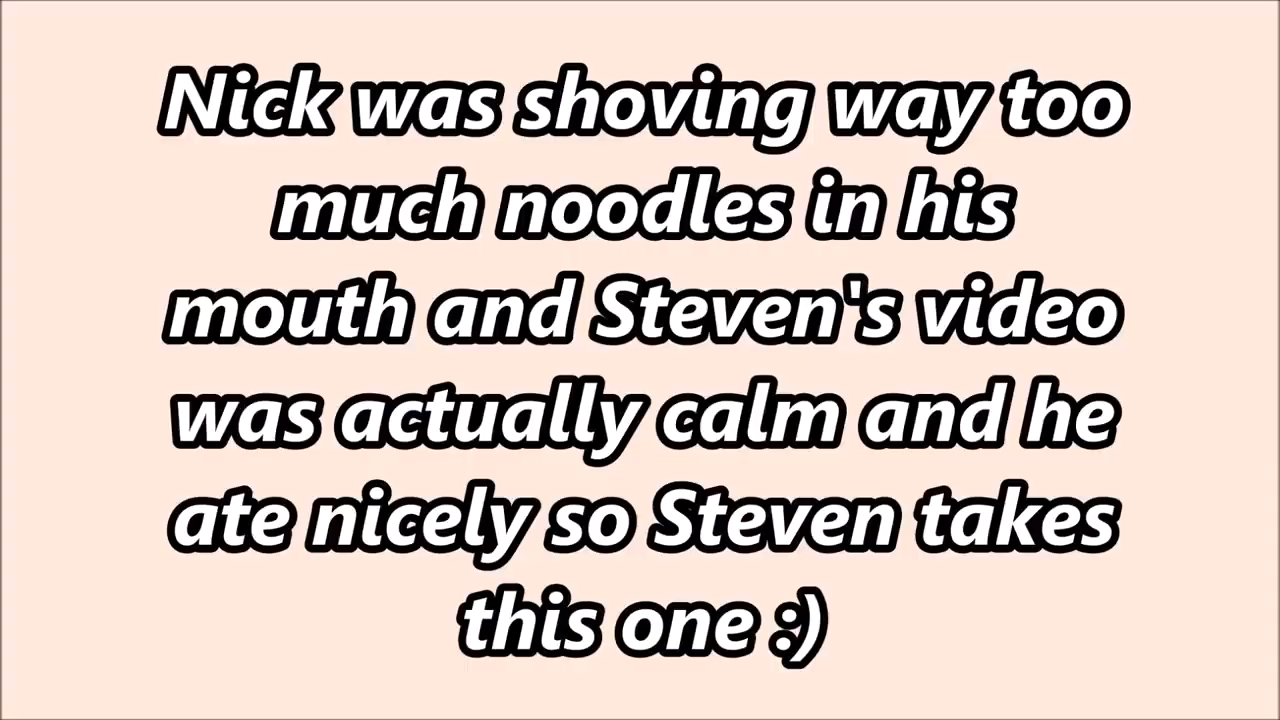 Nick was shoving way too
much noodles in his
mouth and Steven's video
was actually calm and he
ate nicely so Steven takes
this one :)